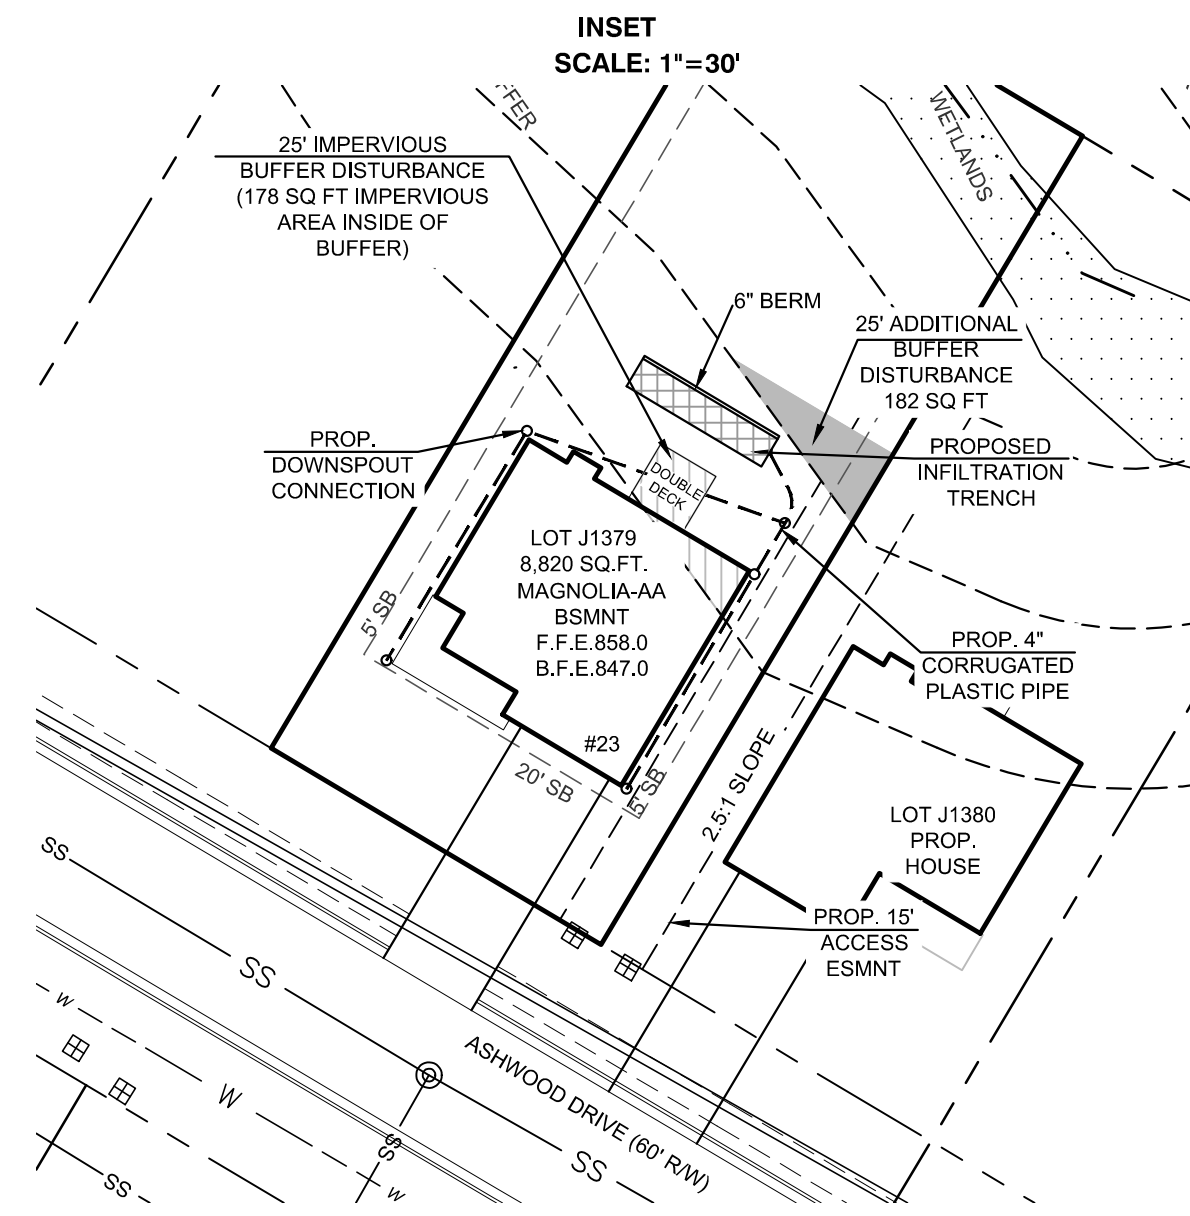 INSET
SCALE: 1"=30'
FFER
WETLANDS
25' IMPERVIOUS
BUFFER DISTURBANCE
(178 SQ FT IMPERVIOUS
AREA INSIDE OF
BUFFER)
6" BERM
25' ADDITIONAL
BUFFER
DISTURBANCE
182 SQ FT
PROP.
DOWNSPOUT
CONNECTION
PROPOSED
INFILTRATION
TRENCH
DOUBLE
DECK
LOT J1379
8,820 SQ.FT.
MAGNOLIA-AA
BSMNT
F.F.E.858.0
B.F.E.847.0
#23
5' SB
20' SB
5' SB
PROP. 4"
CORRUGATED
PLASTIC PIPE
2.5:1 SLOPE
LOT J1380
PROP.
HOUSE
PROP. 15'
ACCESS
ESMNT
SS
SS
W
W
SS
SS
SS
W
ASHWOOD DRIVE (60' R/W)